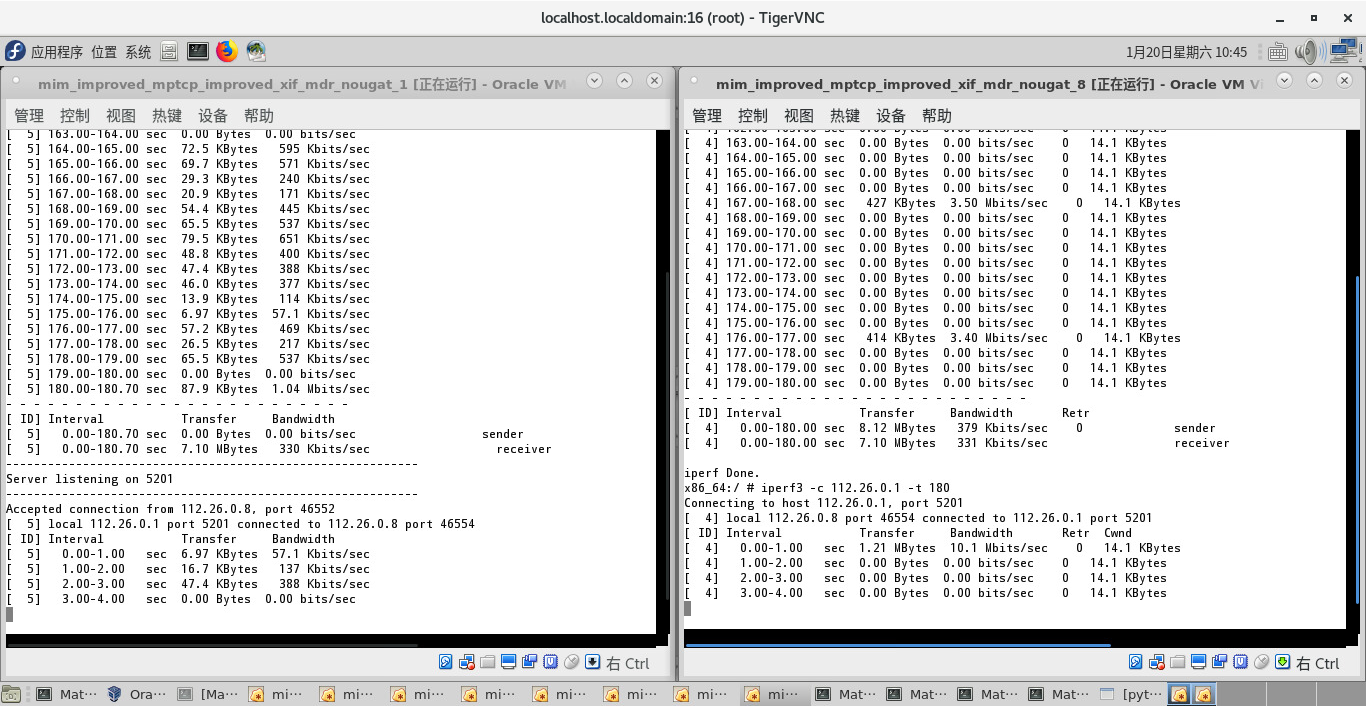 localhost.localdomain:16 (root) - TigerVNC
应用程序 位置 系统
1月20日星期六 10:45
mim_improved_mptcp_improved_xif_mdr_nougat_1 [正在运行] - Oracle VM
管理 控制 视图 热键 设备 帮助
[  5] 163.00-164.00 sec  0.00 Bytes  0.00 bits/sec
[  5] 164.00-165.00 sec  72.5 KBytes   595 Kbits/sec
[  5] 165.00-166.00 sec  69.7 KBytes   571 Kbits/sec
[  5] 166.00-167.00 sec  29.3 KBytes   240 Kbits/sec
[  5] 167.00-168.00 sec  20.9 KBytes   171 Kbits/sec
[  5] 168.00-169.00 sec  54.4 KBytes   445 Kbits/sec
[  5] 169.00-170.00 sec  65.5 KBytes   537 Kbits/sec
[  5] 170.00-171.00 sec  79.5 KBytes   651 Kbits/sec
[  5] 171.00-172.00 sec  48.8 KBytes   400 Kbits/sec
[  5] 172.00-173.00 sec  47.4 KBytes   388 Kbits/sec
[  5] 173.00-174.00 sec  46.0 KBytes   377 Kbits/sec
[  5] 174.00-175.00 sec  13.9 KBytes   114 Kbits/sec
[  5] 175.00-176.00 sec  6.97 KBytes  57.1 Kbits/sec
[  5] 176.00-177.00 sec  57.2 KBytes   469 Kbits/sec
[  5] 177.00-178.00 sec  26.5 KBytes   217 Kbits/sec
[  5] 178.00-179.00 sec  65.5 KBytes   537 Kbits/sec
[  5] 179.00-180.00 sec  0.00 Bytes  0.00 bits/sec
[  5] 180.00-180.70 sec  87.9 KBytes  1.04 Mbits/sec
- - - - - - - - - - - - - - - - - - - - - - - - -
[ ID] Interval           Transfer     Bandwidth
[  5]   0.00-180.70 sec  0.00 Bytes  0.00 bits/sec                  sender
[  5]   0.00-180.70 sec  7.10 MBytes   330 Kbits/sec                  receiver
-----------------------------------------------------------
Server listening on 5201
-----------------------------------------------------------
Accepted connection from 112.26.0.8, port 46552
[  5] local 112.26.0.1 port 5201 connected to 112.26.0.8 port 46554
[ ID] Interval           Transfer     Bandwidth
[  5]   0.00-1.00   sec  6.97 KBytes  57.1 Kbits/sec
[  5]   1.00-2.00   sec  16.7 KBytes   137 Kbits/sec
[  5]   2.00-3.00   sec  47.4 KBytes   388 Kbits/sec
[  5]   3.00-4.00   sec  0.00 Bytes  0.00 bits/sec
右 Ctrl
mim_improved_mptcp_improved_xif_mdr_nougat_8 [正在运行] - Oracle VM Vi
管理 控制 视图 热键 设备 帮助
[  4] 163.00-164.00 sec  0.00 Bytes  0.00 bits/sec    0   14.1 KBytes
[  4] 164.00-165.00 sec  0.00 Bytes  0.00 bits/sec    0   14.1 KBytes
[  4] 165.00-166.00 sec  0.00 Bytes  0.00 bits/sec    0   14.1 KBytes
[  4] 166.00-167.00 sec  0.00 Bytes  0.00 bits/sec    0   14.1 KBytes
[  4] 167.00-168.00 sec   427 KBytes  3.50 Mbits/sec    0   14.1 KBytes
[  4] 168.00-169.00 sec  0.00 Bytes  0.00 bits/sec    0   14.1 KBytes
[  4] 169.00-170.00 sec  0.00 Bytes  0.00 bits/sec    0   14.1 KBytes
[  4] 170.00-171.00 sec  0.00 Bytes  0.00 bits/sec    0   14.1 KBytes
[  4] 171.00-172.00 sec  0.00 Bytes  0.00 bits/sec    0   14.1 KBytes
[  4] 172.00-173.00 sec  0.00 Bytes  0.00 bits/sec    0   14.1 KBytes
[  4] 173.00-174.00 sec  0.00 Bytes  0.00 bits/sec    0   14.1 KBytes
[  4] 174.00-175.00 sec  0.00 Bytes  0.00 bits/sec    0   14.1 KBytes
[  4] 175.00-176.00 sec  0.00 Bytes  0.00 bits/sec    0   14.1 KBytes
[  4] 176.00-177.00 sec   414 KBytes  3.40 Mbits/sec    0   14.1 KBytes
[  4] 177.00-178.00 sec  0.00 Bytes  0.00 bits/sec    0   14.1 KBytes
[  4] 178.00-179.00 sec  0.00 Bytes  0.00 bits/sec    0   14.1 KBytes
[  4] 179.00-180.00 sec  0.00 Bytes  0.00 bits/sec    0   14.1 KBytes
- - - - - - - - - - - - - - - - - - - - - - - - -
[ ID] Interval           Transfer     Bandwidth       Retr
[  4]   0.00-180.00 sec  8.12 MBytes   379 Kbits/sec    0             sender
[  4]   0.00-180.00 sec  7.10 MBytes   331 Kbits/sec                  receiver
iperf Done.
x86_64:/ # iperf3 -c 112.26.0.1 -t 180
Connecting to host 112.26.0.1, port 5201
[  4] local 112.26.0.8 port 46554 connected to 112.26.0.1 port 5201
[ ID] Interval           Transfer     Bandwidth       Retr  Cwnd
[  4]   0.00-1.00   sec  1.21 MBytes  10.1 Mbits/sec    0   14.1 KBytes
[  4]   1.00-2.00   sec  0.00 Bytes  0.00 bits/sec    0   14.1 KBytes
[  4]   2.00-3.00   sec  0.00 Bytes  0.00 bits/sec    0   14.1 KBytes
[  4]   3.00-4.00   sec  0.00 Bytes  0.00 bits/sec    0   14.1 KBytes
右 Ctrl
Mat… Ora… [Ma… mi… mi… mi… mi… mi… mi… mi… mi… Mat… Mat… Mat… Mat… [pyt…